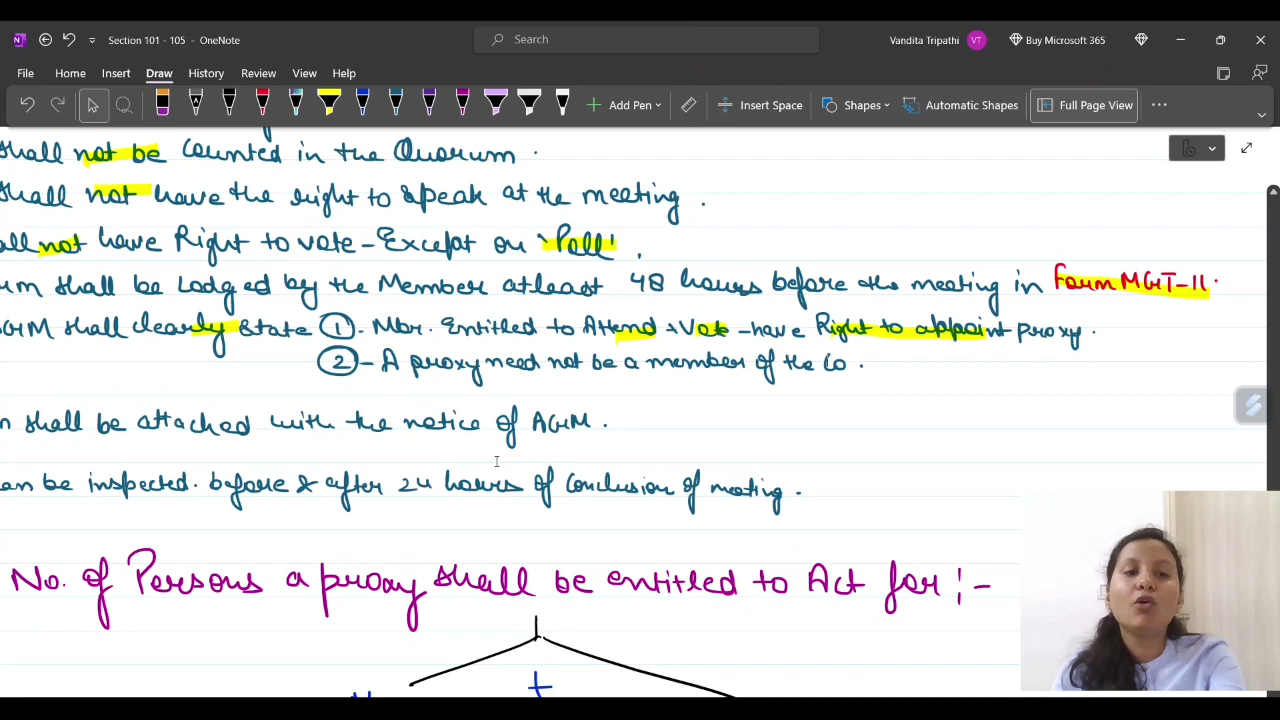 Section 101 - 105 - OneNote
Search
Vandita Tripathi VT
Buy Microsoft 365
File Home Insert Draw History Review View Help
Add Pen
Insert Space
Shapes
Automatic Shapes
Full Page View
shall not be counted in the Quorum.
shall not have the right to speak at the meeting.
all not have Right to vote - Except on 'Poll'.
rm shall be Lodged by the Member atleast 48 hours before the meeting in Form MGT-11.
GM shall clearly state ① . Mbr. Entitled to Attend & Vote - have Right to appoint proxy.
② - A proxy need not be a member of the Co.
n shall be attached with the notice of AGM.
an be inspected. before & after 24 hours of conclusion of meeting.
No. of Persons a proxy shall be entitled to Act for :-